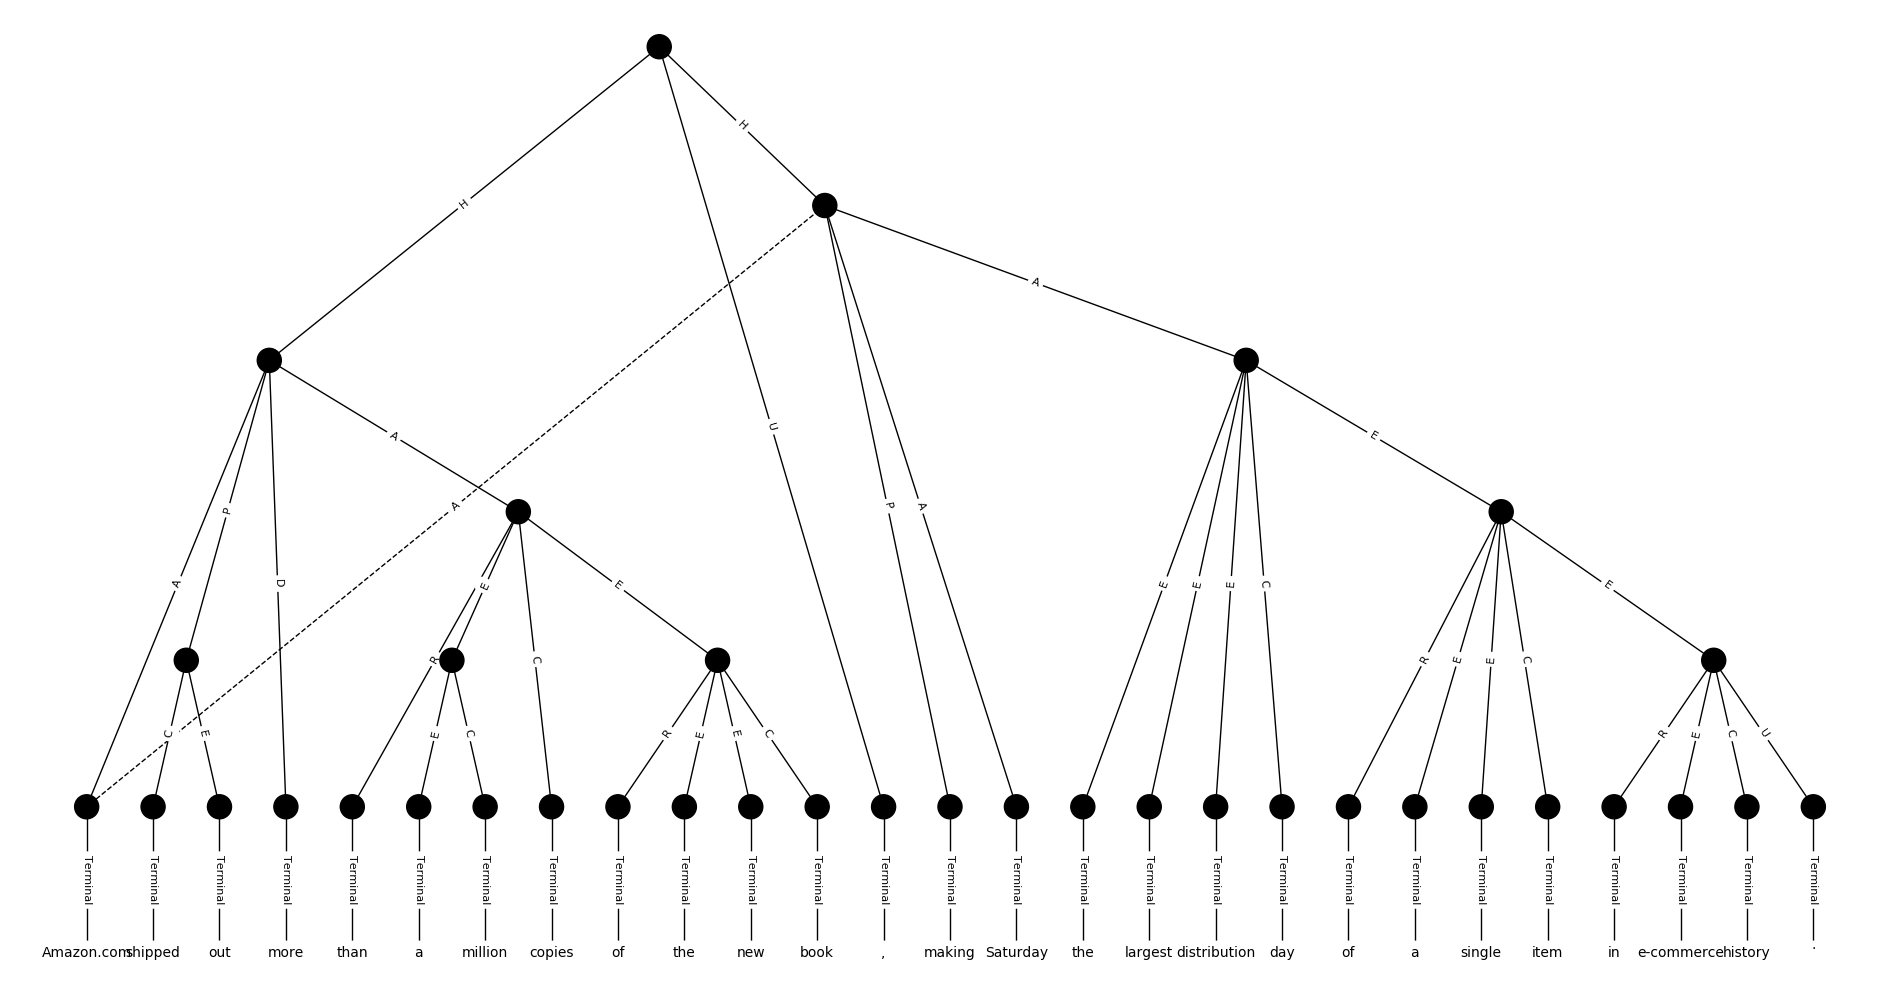 H
H
A
A
P
D
A
A
U
P
A
E
E
E
C
E
R
E
C
E
R
E
E
C
E
C
E
E
C
R
E
E
C
R
E
C
U
Terminal Terminal Terminal Terminal Terminal Terminal Terminal Terminal Terminal Terminal Terminal Terminal Terminal Terminal Terminal Terminal Terminal Terminal Terminal Terminal Terminal Terminal Terminal Terminal Terminal Terminal Terminal
Amazon.com shipped out more than a million copies of the new book , making Saturday the largest distribution day of a single item in e-commerce history .